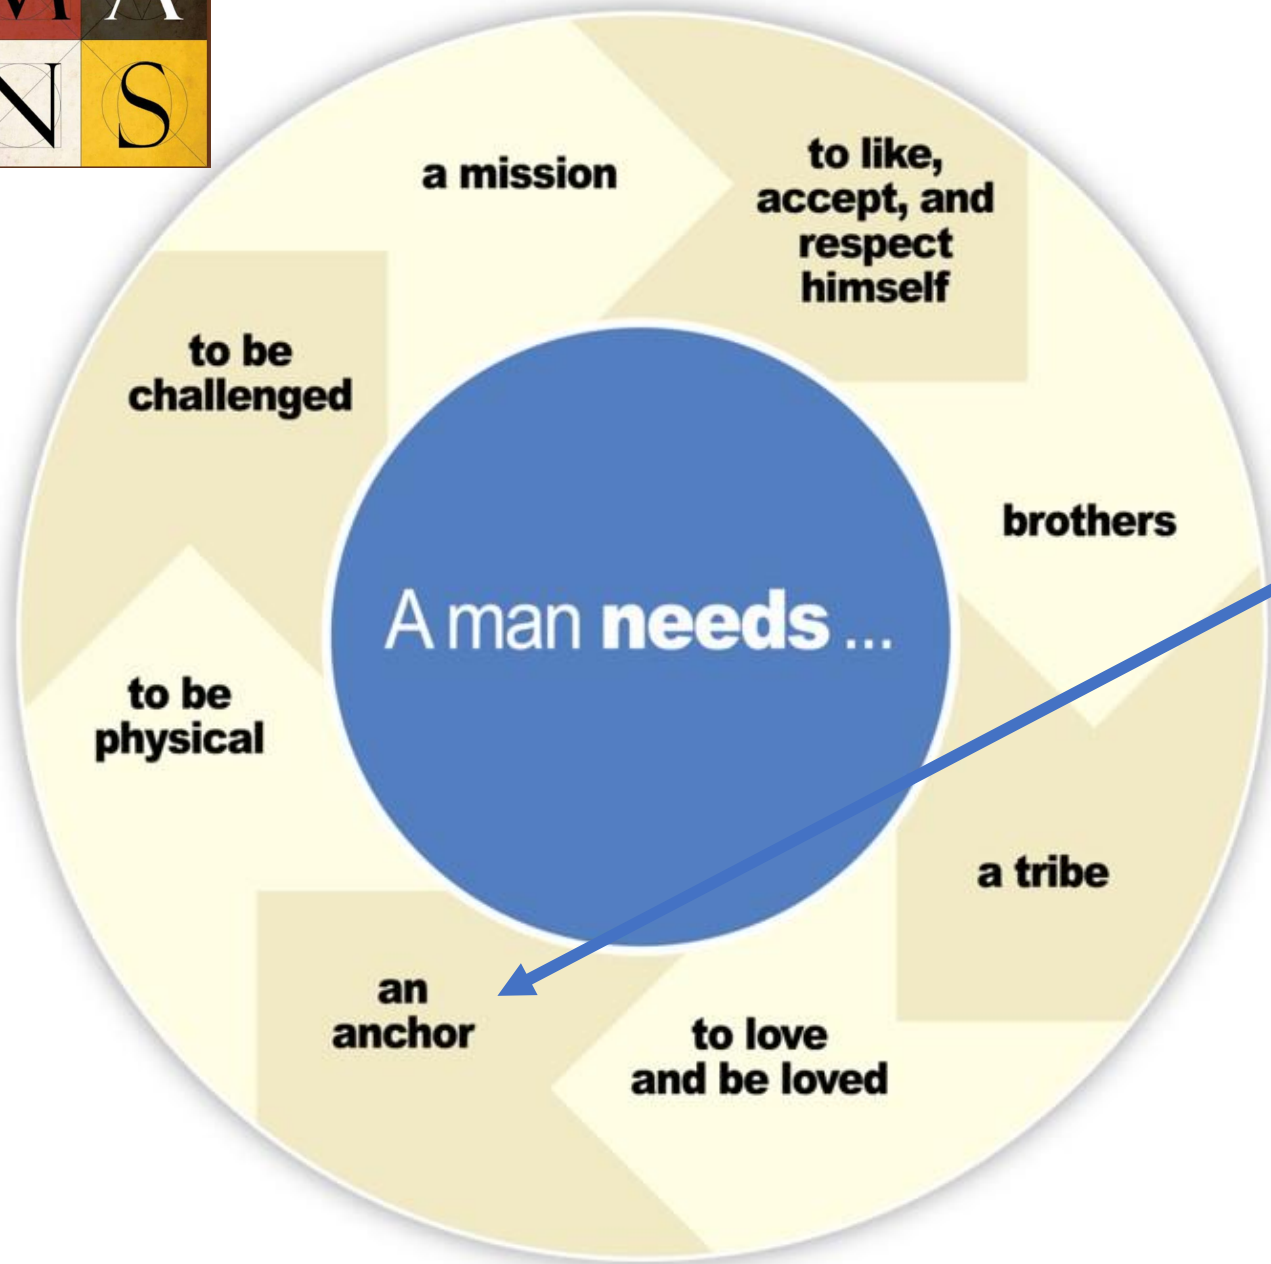 M A
N S
a mission
to like,
accept, and
respect
himself
brothers
a tribe
to love
and be loved
an
anchor
to be
physical
to be
challenged
A man needs ...